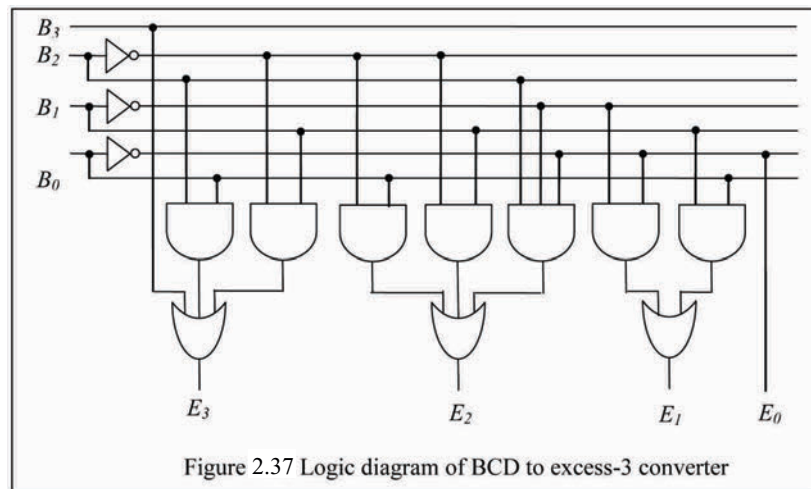 B3
B2
B1
B0
E3
E2
E1
E0
Figure 2.37 Logic diagram of BCD to excess-3 converter